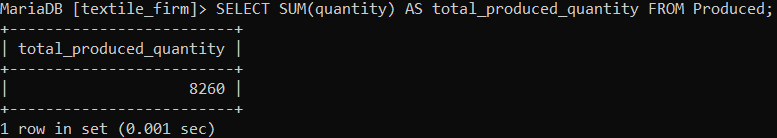 MariaDB [textile_firm]> SELECT SUM(quantity) AS total_produced_quantity FROM Produced;
+-------------------------+
| total_produced_quantity |
+-------------------------+
|                    8260 |
+-------------------------+
1 row in set (0.001 sec)